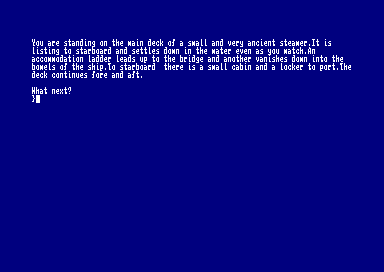 You are standing on the main deck of a small and very ancient steamer.It is
listing to starboard and settles down in the water even as you watch.An
accommodation ladder leads up to the bridge and another vanishes down into the
bowels of the ship.To starboard  there is a small cabin and a locker to port.The
deck continues fore and aft.
What next?
>